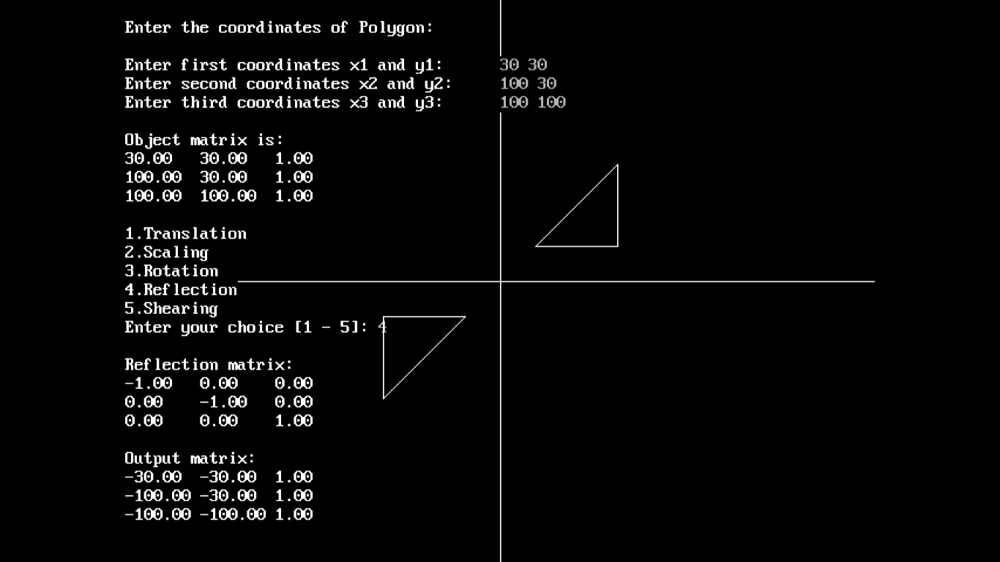 Enter the coordinates of Polygon:
Enter first coordinates x1 and y1: 30 30
Enter second coordinates x2 and y2: 100 30
Enter third coordinates x3 and y3: 100 100
Object matrix is:
30.00 30.00 1.00
100.00 30.00 1.00
100.00 100.00 1.00
1.Translation
2.Scaling
3.Rotation
4.Reflection
5.Shearing
Enter your choice [1 - 5]: 4
Reflection matrix:
-1.00 0.00 0.00
0.00 -1.00 0.00
0.00 0.00 1.00
Output matrix:
-30.00 -30.00 1.00
-100.00 -30.00 1.00
-100.00 -100.00 1.00